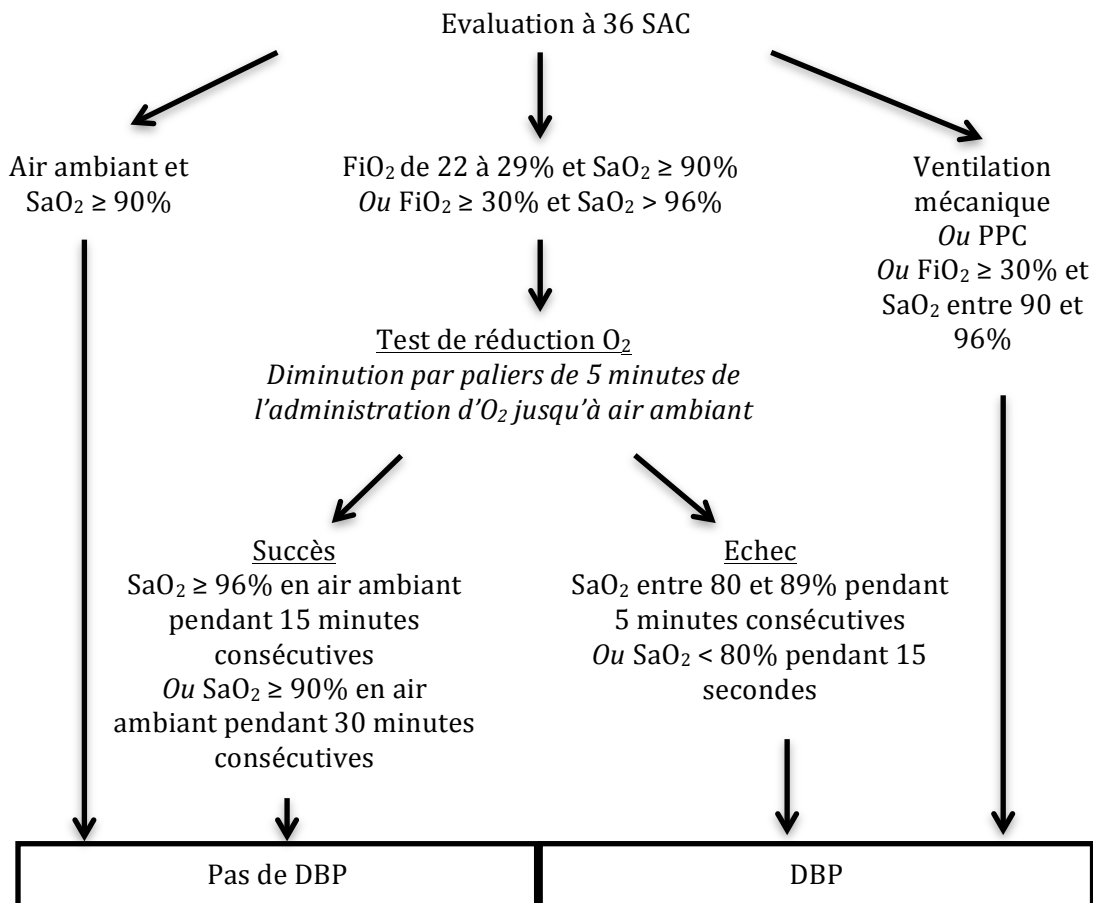 Evaluation à 36 SAC
Air ambiant et
SaO₂ ≥ 90%
FiO₂ de 22 à 29% et SaO₂ ≥ 90%
Ou FiO₂ ≥ 30% et SaO₂ > 96%
Ventilation
mécanique
Ou PPC
Ou FiO₂ ≥ 30% et
SaO₂ entre 90 et
96%
Test de réduction O₂
Diminution par paliers de 5 minutes de
l’administration d’O₂ jusqu’à air ambiant
Succès
SaO₂ ≥ 96% en air ambiant
pendant 15 minutes
consécutives
Ou SaO₂ ≥ 90% en air
ambiant pendant 30 minutes
consécutives
Echec
SaO₂ entre 80 et 89% pendant
5 minutes consécutives
Ou SaO₂ < 80% pendant 15
secondes
Pas de DBP
DBP